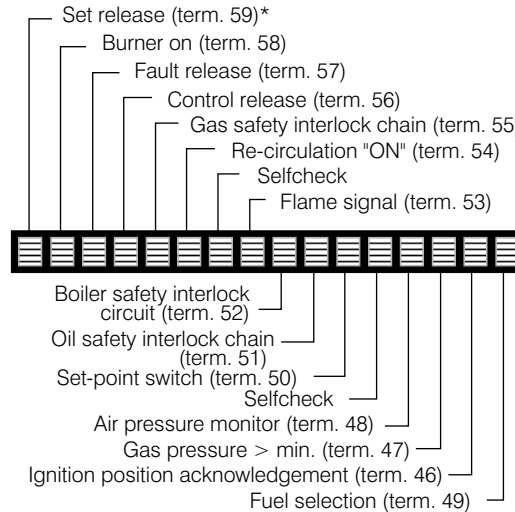 Set release (term. 59)*
Burner on (term. 58)
Fault release (term. 57)
Control release (term. 56)
Gas safety interlock chain (term. 55)
Re-circulation "ON" (term. 54)
Selfcheck
Flame signal (term. 53)
Boiler safety interlock
circuit (term. 52)
Oil safety interlock chain
(term. 51)
Set-point switch (term. 50)
Selfcheck
Air pressure monitor (term. 48)
Gas pressure > min. (term. 47)
Ignition position acknowledgement (term. 46)
Fuel selection (term. 49)